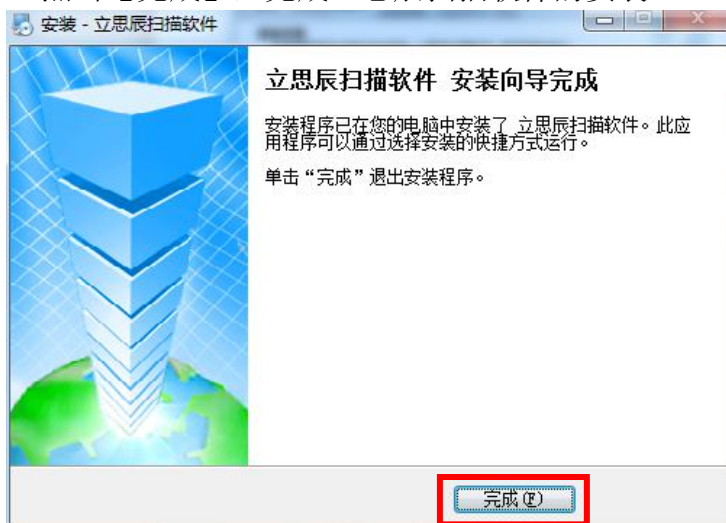 安装 - 立思辰扫描软件
立思辰扫描软件 安装向导完成
安装程序已在您的电脑中安装了 立思辰扫描软件。此应
用程序可以通过选择安装的快捷方式运行。
单击“完成”退出安装程序。
完成(F)